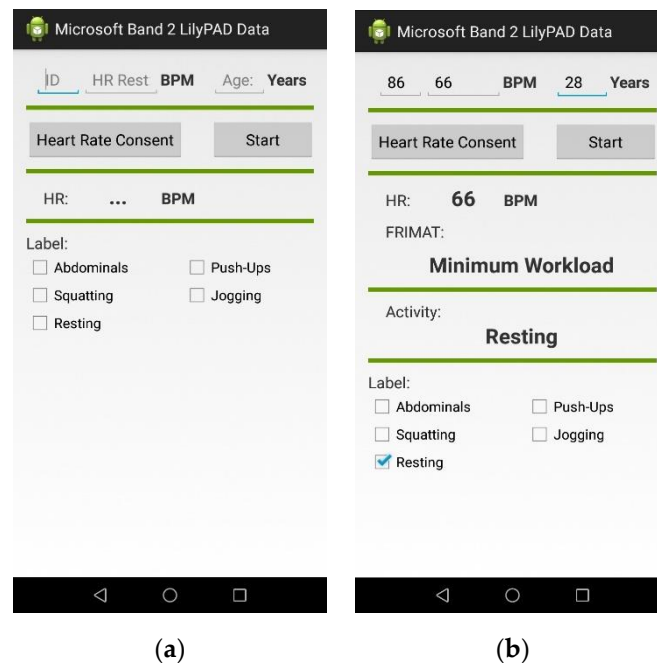 Microsoft Band 2 LilyPAD Data
ID HR Rest BPM Age: Years
Heart Rate Consent Start
HR: ... BPM
Label:
Abdominals Push-Ups
Squatting Jogging
Resting
(a)
Microsoft Band 2 LilyPAD Data
86 66 BPM 28 Years
Heart Rate Consent Start
HR: 66 BPM
FRIMAT:
Minimum Workload
Activity:
Resting
Label:
Abdominals Push-Ups
Squatting Jogging
Resting
(b)